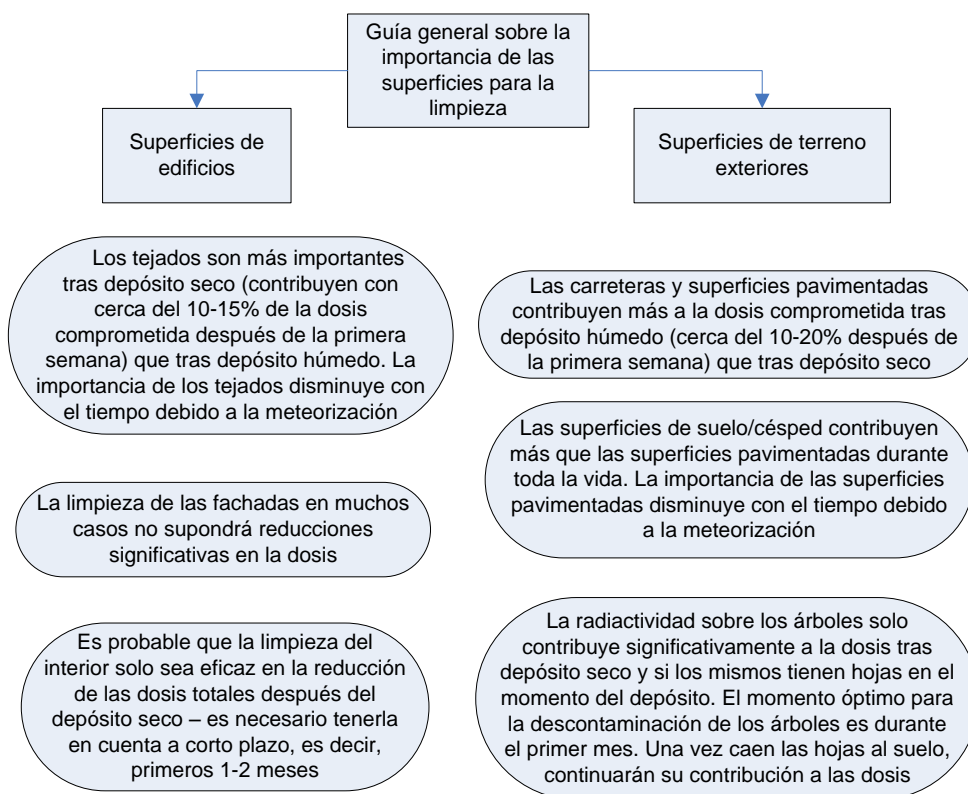 Guía general sobre la
importancia de las
superficies para la
limpieza
Superficies de
edificios
Superficies de terreno
exteriores
Los tejados son más importantes
tras depósito seco (contribuyen con
cerca del 10-15% de la dosis
comprometida después de la primera
semana) que tras depósito húmedo. La
importancia de los tejados disminuye con
el tiempo debido a la meteorización
La limpieza de las fachadas en muchos
casos no supondrá reducciones
significativas en la dosis
Es probable que la limpieza del
interior solo sea eficaz en la reducción
de las dosis totales después del
depósito seco – es necesario tenerla
en cuenta a corto plazo, es decir,
primeros 1-2 meses
Las carreteras y superficies pavimentadas
contribuyen más a la dosis comprometida tras
depósito húmedo (cerca del 10-20% después de
la primera semana) que tras depósito seco
Las superficies de suelo/césped contribuyen
más que las superficies pavimentadas durante
toda la vida. La importancia de las superficies
pavimentadas disminuye con el tiempo debido
a la meteorización
La radiactividad sobre los árboles solo
contribuye significativamente a la dosis tras
depósito seco y si los mismos tienen hojas en el
momento del depósito. El momento óptimo para
la descontaminación de los árboles es durante
el primer mes. Una vez caen las hojas al suelo,
continuarán su contribución a las dosis